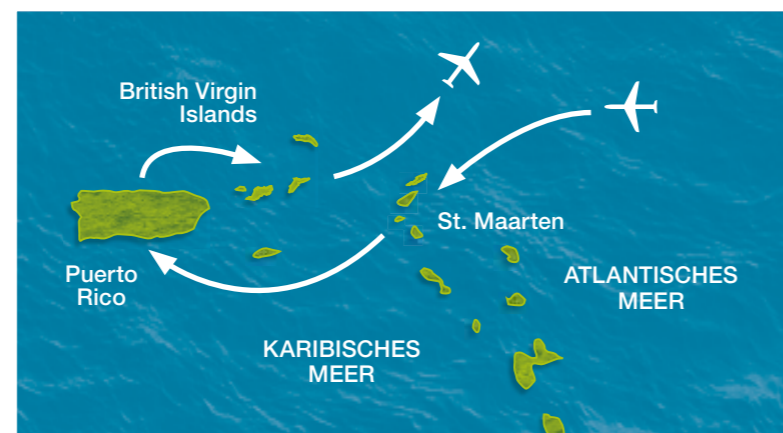 British Virgin
Islands
St. Maarten
Puerto
Rico
ATLANTISCHES
MEER
KARIBISCHES
MEER